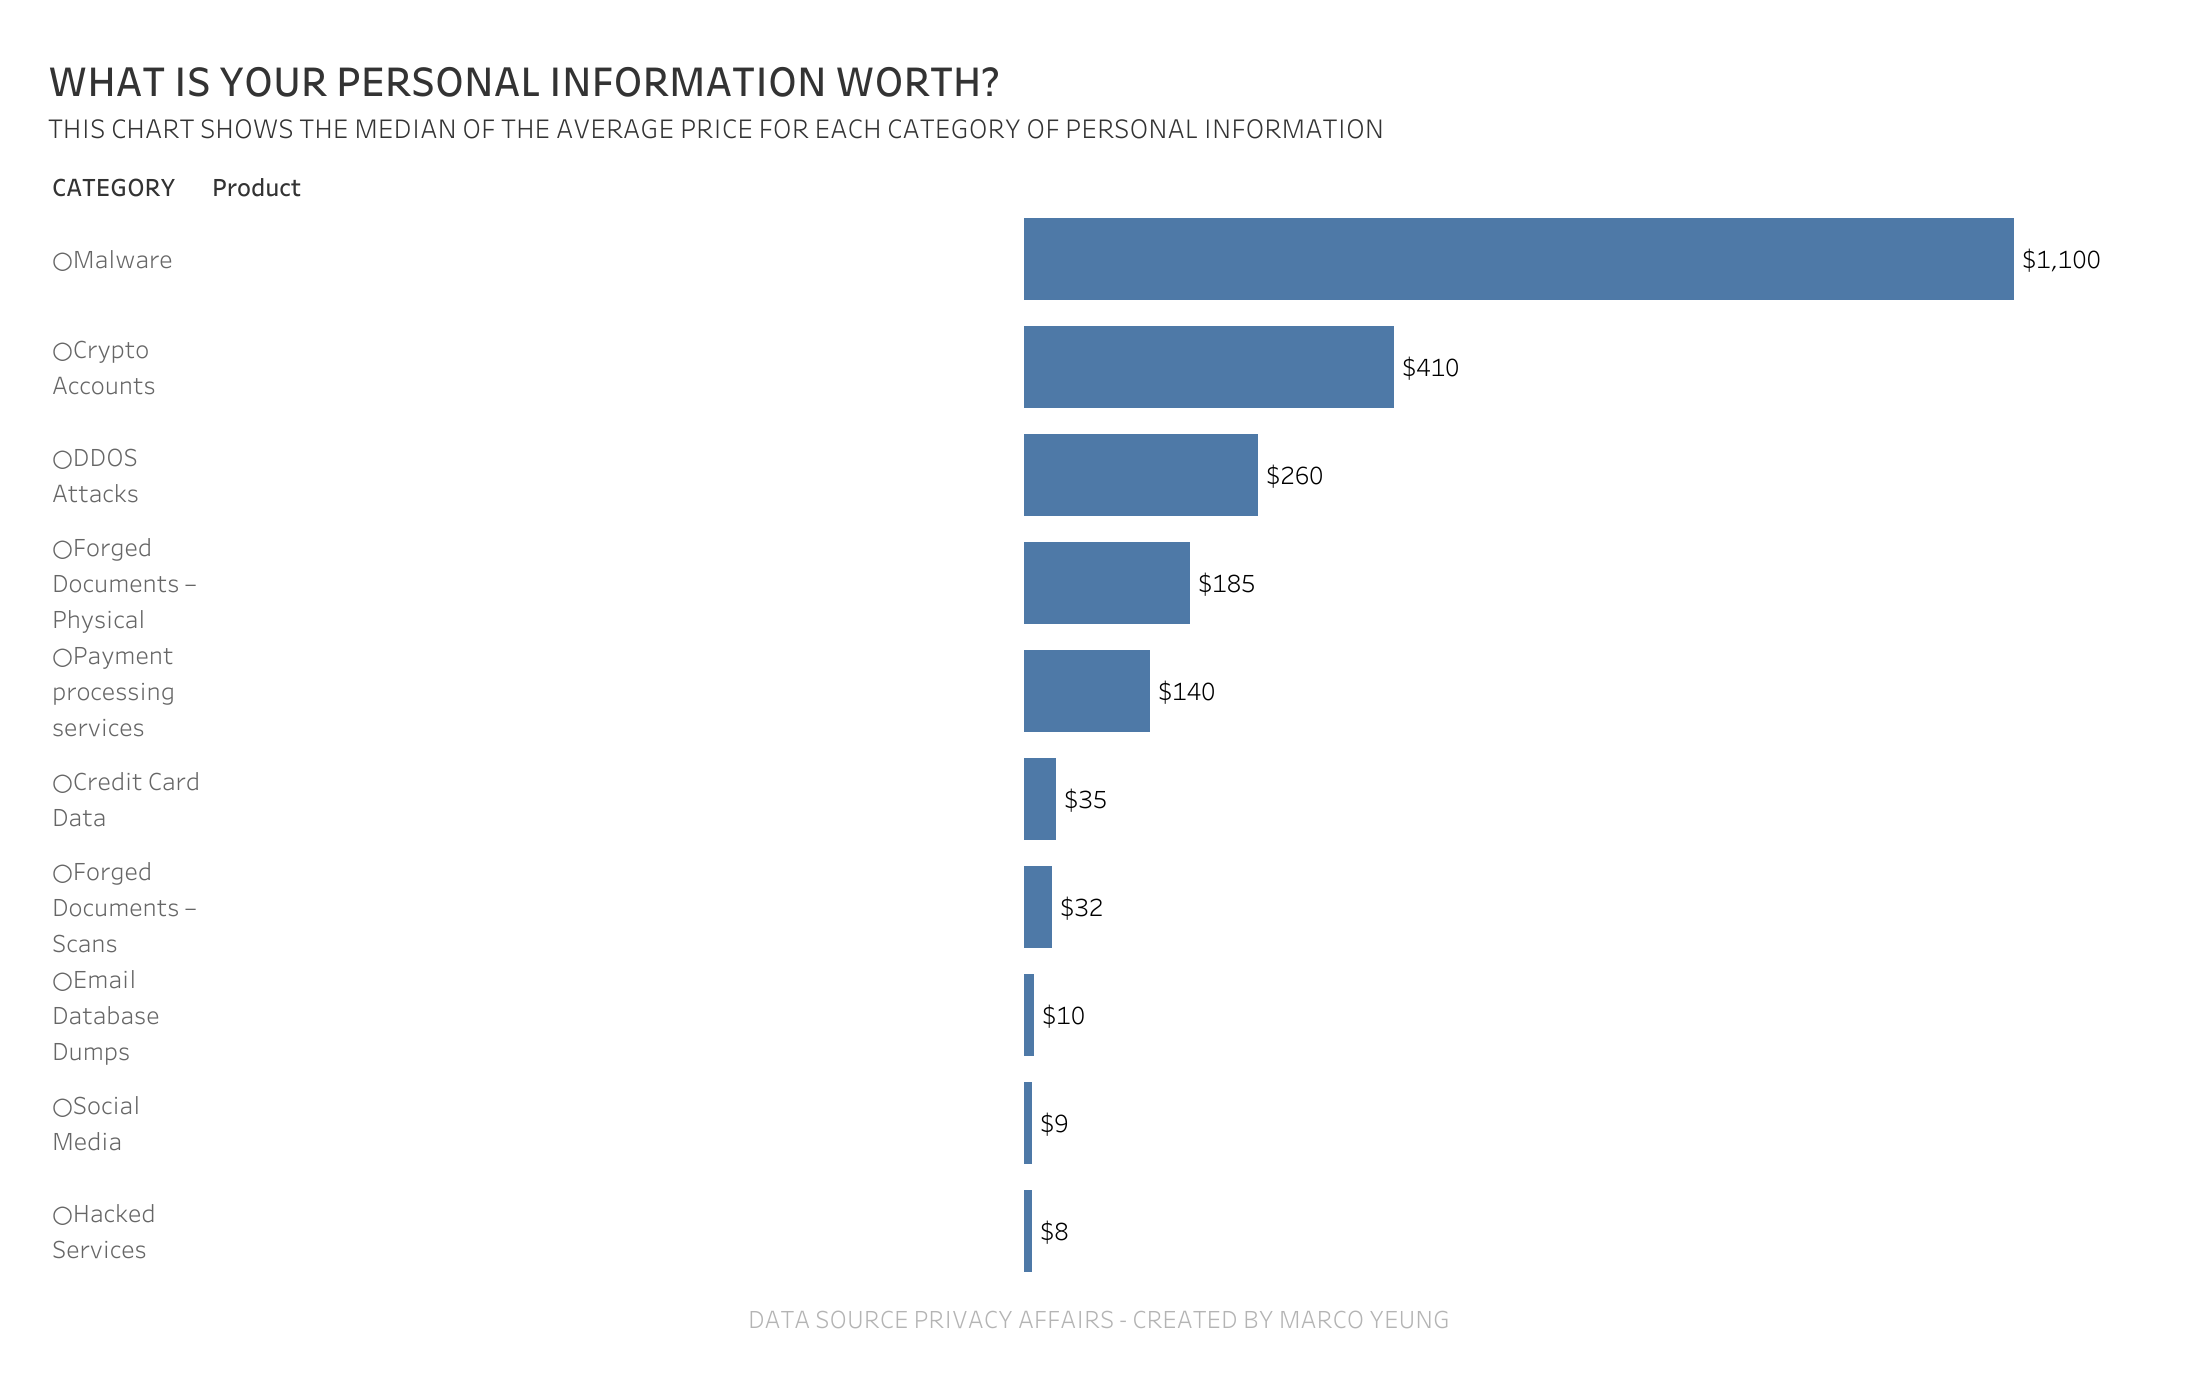 WHAT IS YOUR PERSONAL INFORMATION WORTH?
THIS CHART SHOWS THE MEDIAN OF THE AVERAGE PRICE FOR EACH CATEGORY OF PERSONAL INFORMATION
CATEGORY Product
○Malware
$1,100
○Crypto
Accounts
$410
○DDOS
Attacks
$260
○Forged
Documents –
Physical
$185
○Payment
processing
services
$140
○Credit Card
Data
$35
○Forged
Documents –
Scans
$32
○Email
Database
Dumps
$10
○Social
Media
$9
○Hacked
Services
$8
DATA SOURCE PRIVACY AFFAIRS - CREATED BY MARCO YEUNG